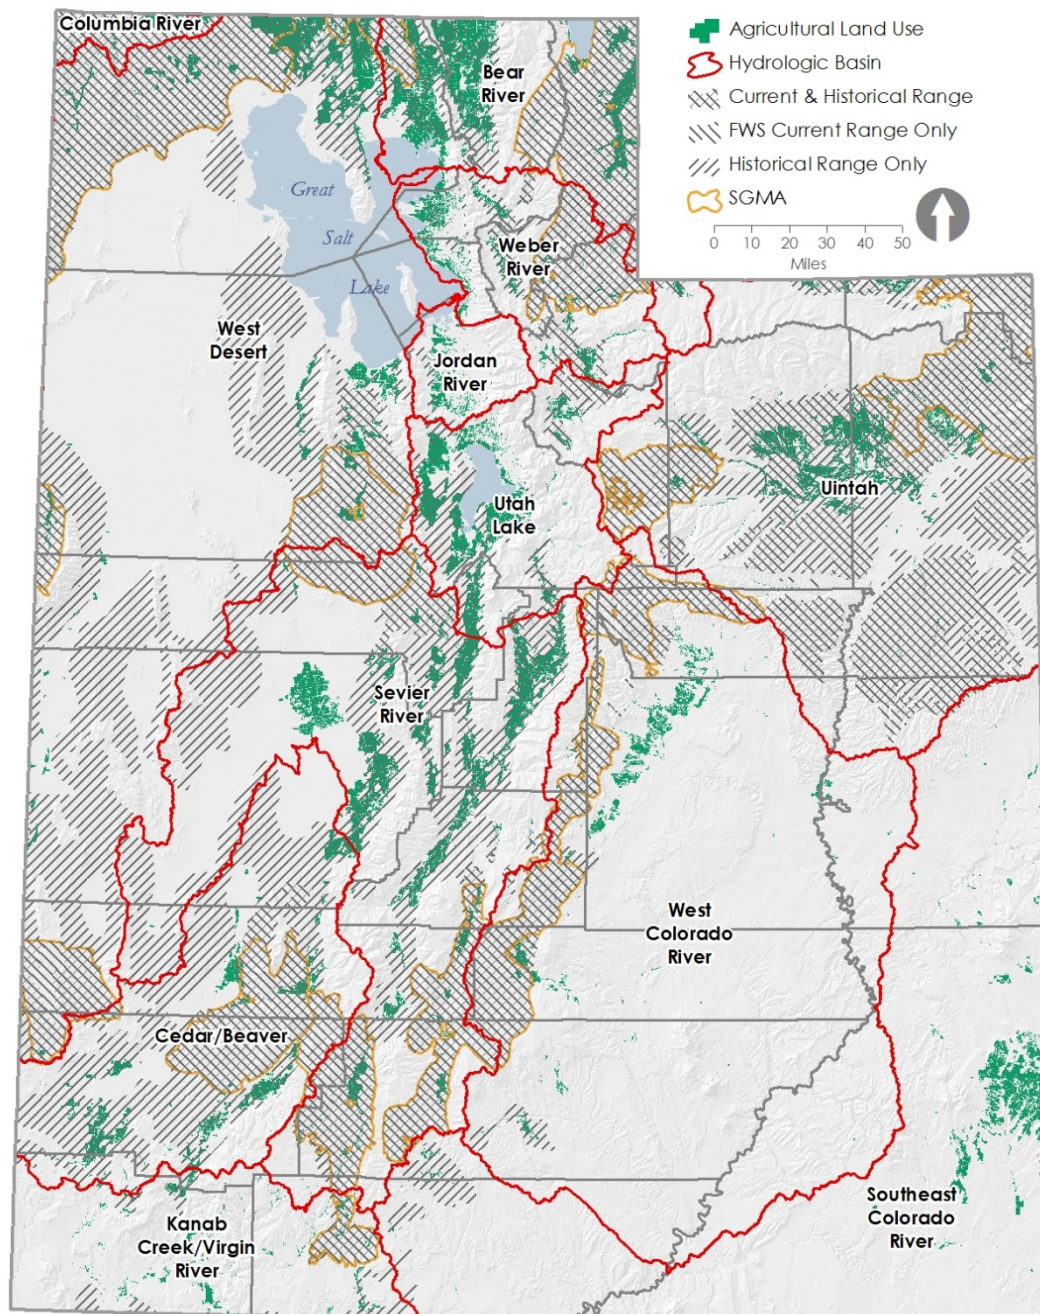 Columbia River
Agricultural Land Use
Hydrologic Basin
Current & Historical Range
FWS Current Range Only
Historical Range Only
SGMA
0 10 20 30 40 50
Miles
Bear
River
Great
Salt
Lake
Weber
River
West
Desert
Jordan
River
Uintah
Utah
Lake
Sevier
River
West
Colorado
River
Cedar/Beaver
Southeast
Colorado
River
Kanab
Creek/Virgin
River